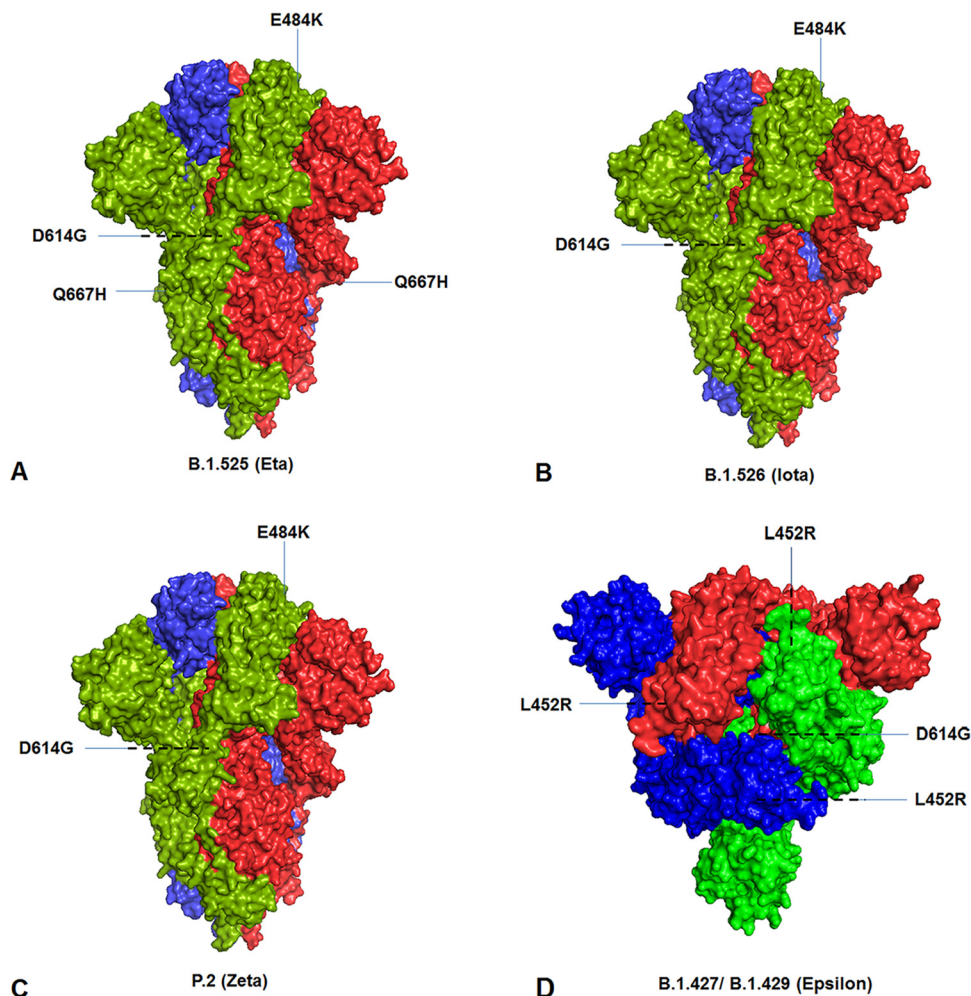 E484K
D614G
Q667H
Q667H
A
B.1.525 (Eta)
E484K
D614G
B
B.1.526 (Iota)
E484K
D614G
C
P.2 (Zeta)
L452R
L452R
D614G
L452R
D
B.1.427/ B.1.429 (Epsilon)